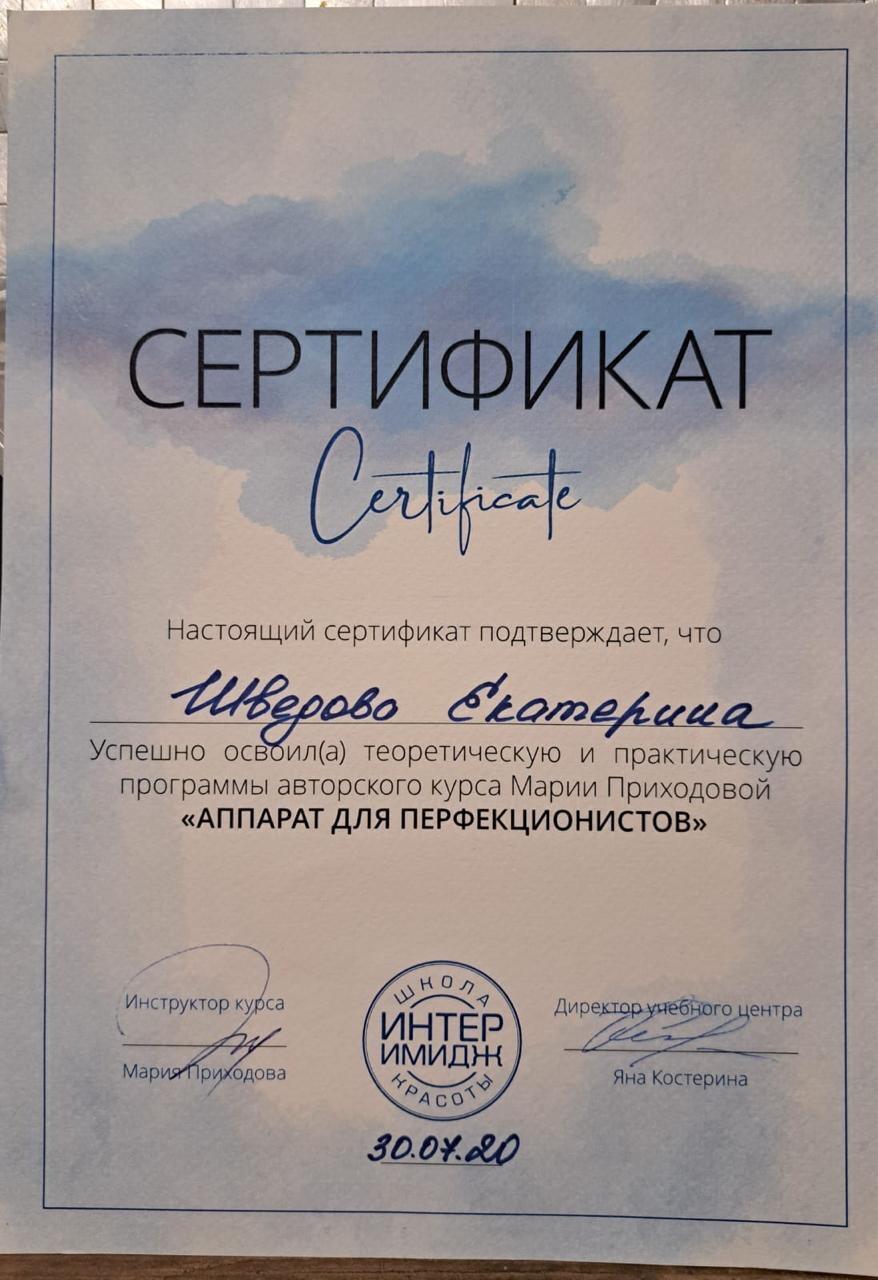 СЕРТИФИКАТ
Certificate
Настоящий сертификат подтверждает, что
Шведова Екатерина
Успешно освоил(а) теоретическую и практическую
программы авторского курса Марии Приходовой
«АППАРАТ ДЛЯ ПЕРФЕКЦИОНИСТОВ»
Инструктор курса
Мария Приходова
ШКОЛА
ИНТЕР
ИМИДЖ
КРАСОТЫ
Директор учебного центра
Яна Костерина
30.07.20